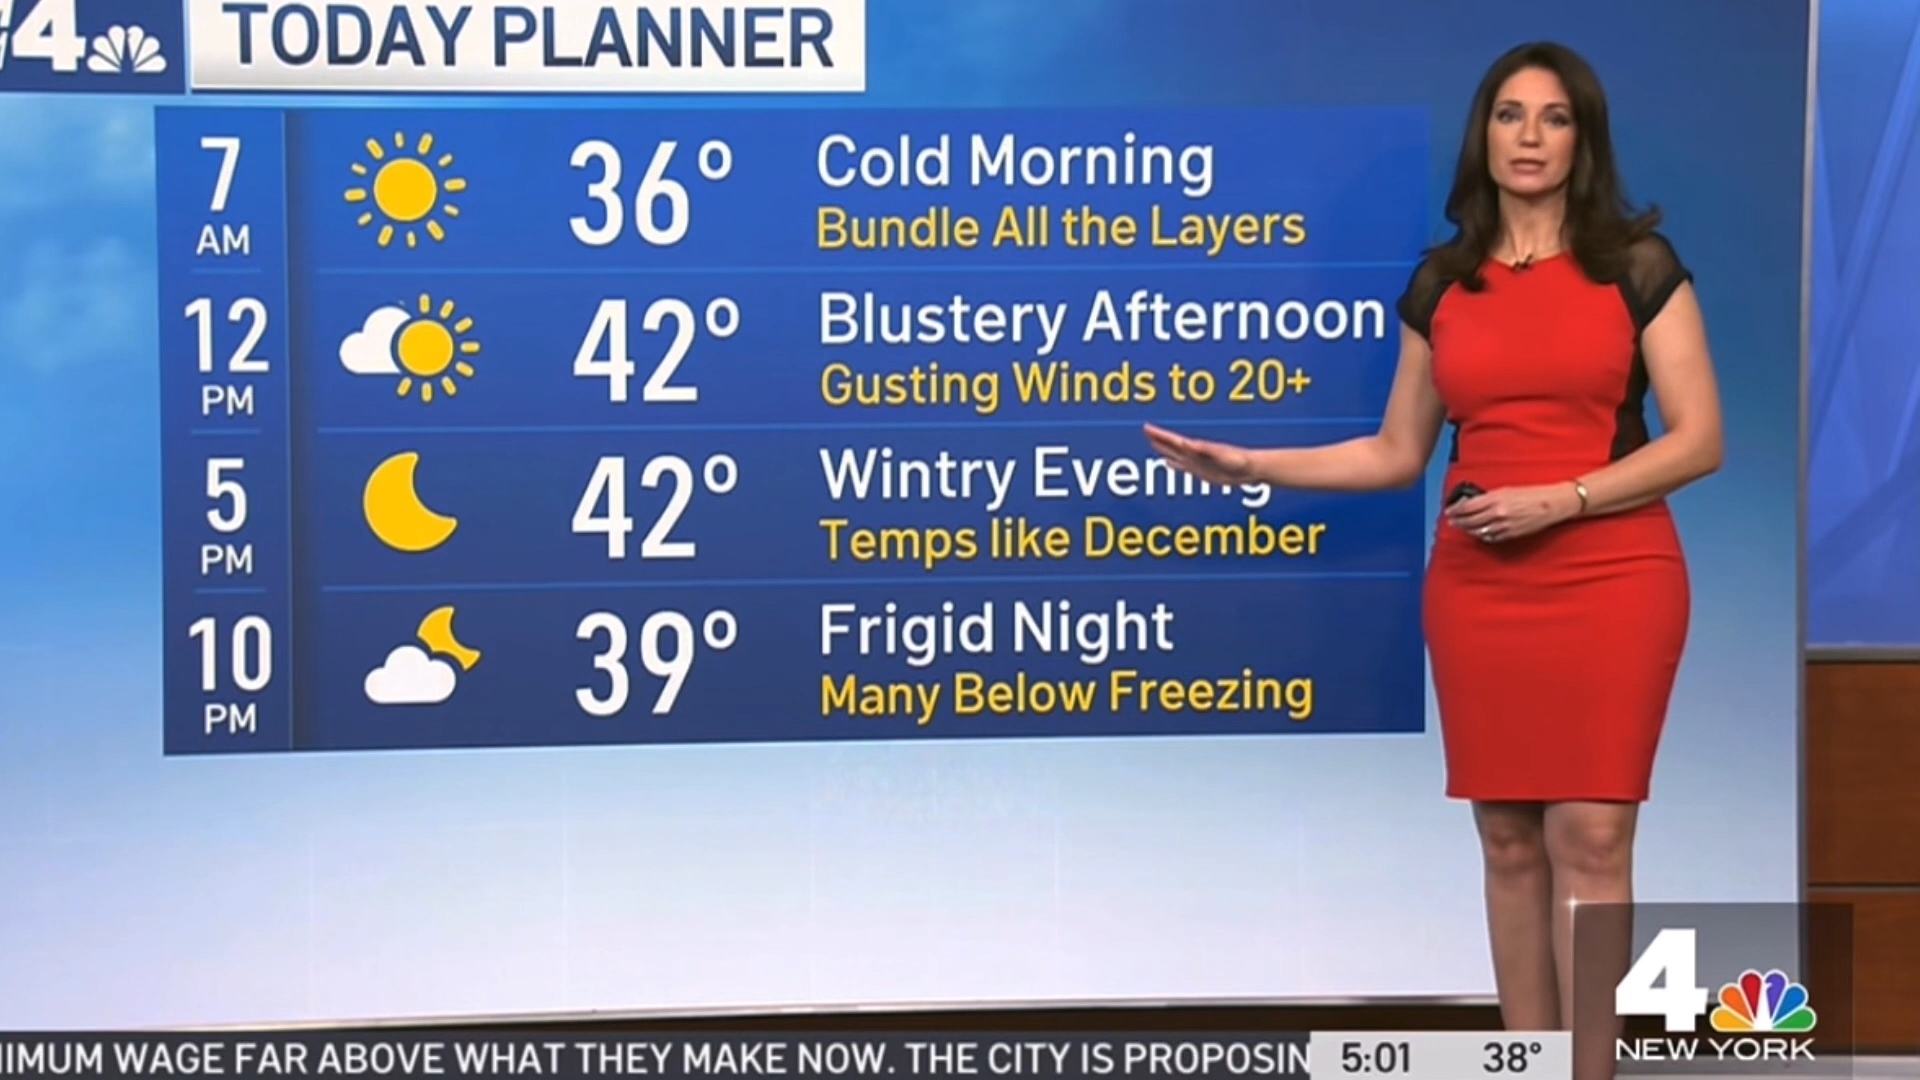 4
TODAY PLANNER
7
AM
36°
Cold Morning
Bundle All the Layers
12
PM
42°
Blustery Afternoon
Gusting Winds to 20+
5
PM
42°
Wintry Evening
Temps like December
10
PM
39°
Frigid Night
Many Below Freezing
4
NEW YORK
NIMUM WAGE FAR ABOVE WHAT THEY MAKE NOW. THE CITY IS PROPOSIN
5:01 38°